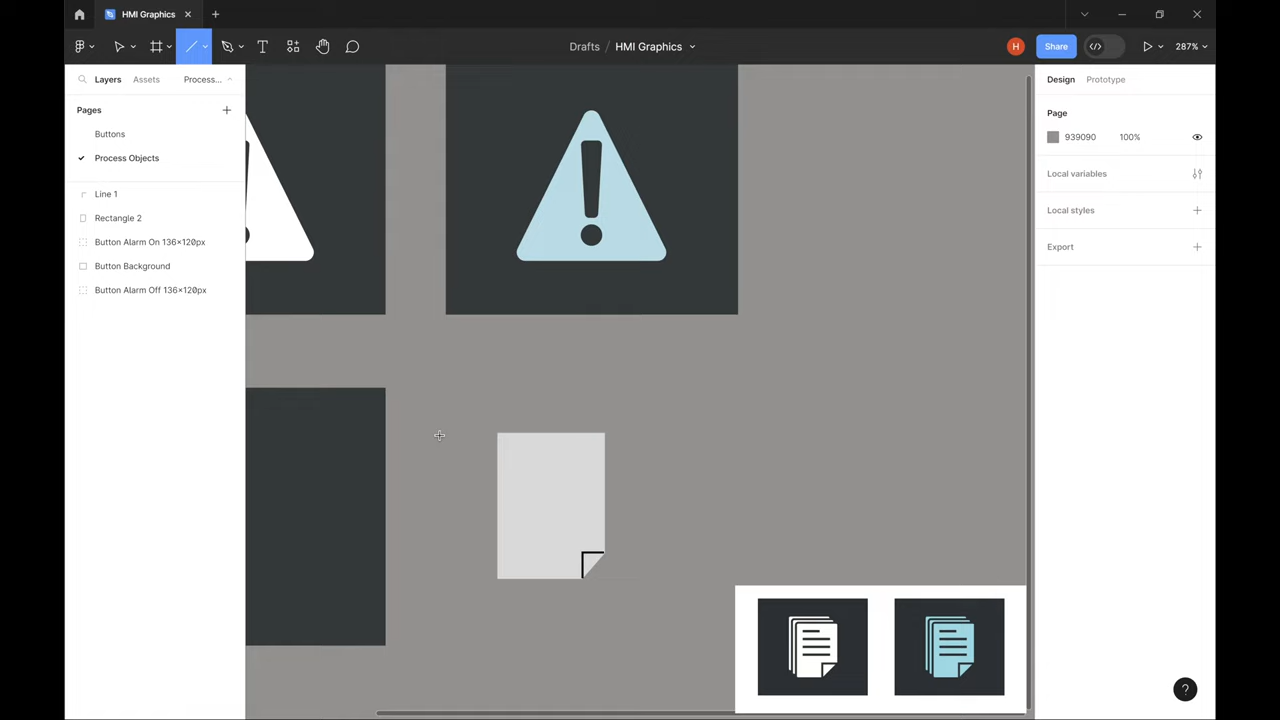 HMI Graphics
Drafts / HMI Graphics
H
Share
287%
Layers
Assets
Process...
Design
Prototype
Pages
Page
Buttons
939090
100%
Process Objects
Local variables
Line 1
Local styles
Rectangle 2
Button Alarm On 136×120px
Export
Button Background
Button Alarm Off 136×120px
?